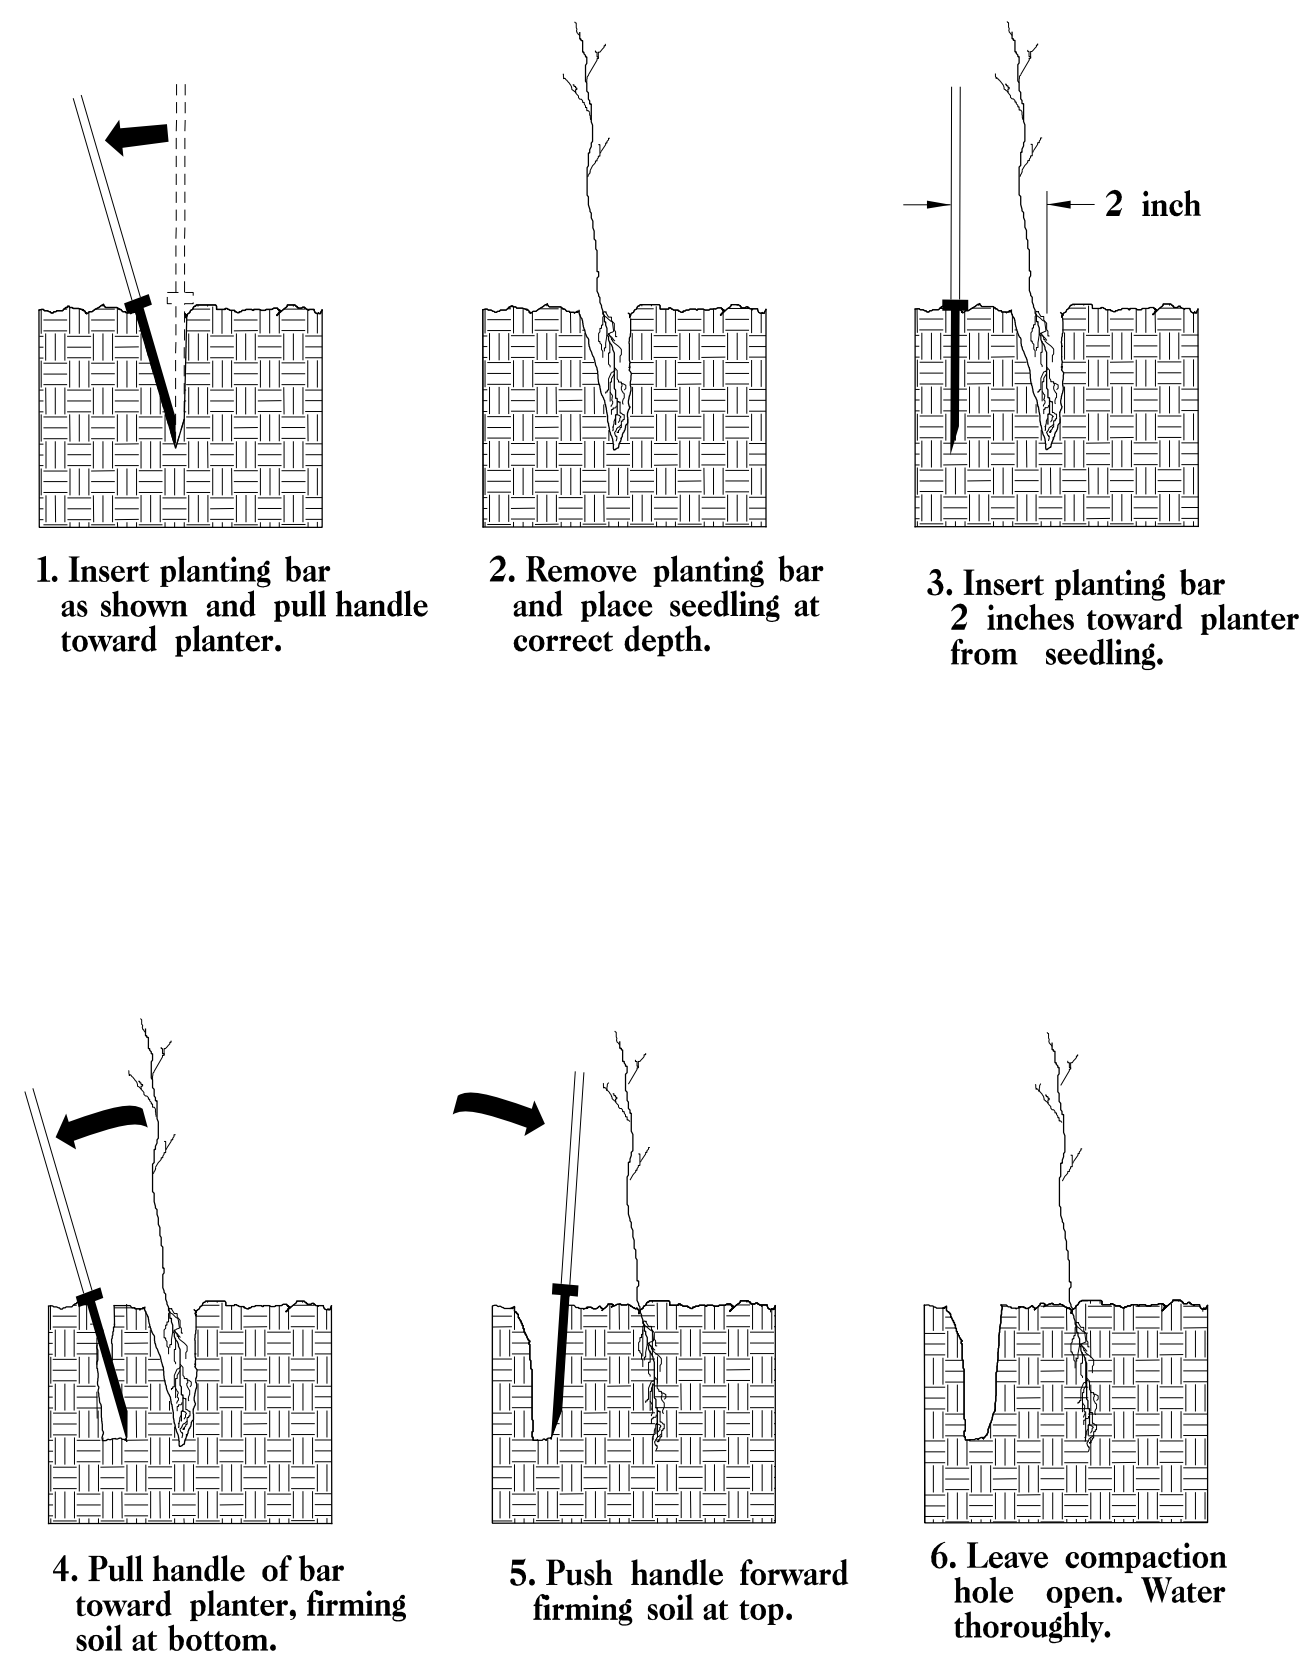 2 inch
1. Insert planting bar
as shown and pull handle
toward planter.
2. Remove planting bar
and place seedling at
correct depth.
3. Insert planting bar
2 inches toward planter
from seedling.
4. Pull handle of bar
toward planter, firming
soil at bottom.
5. Push handle forward
firming soil at top.
6. Leave compaction
hole open. Water
thoroughly.